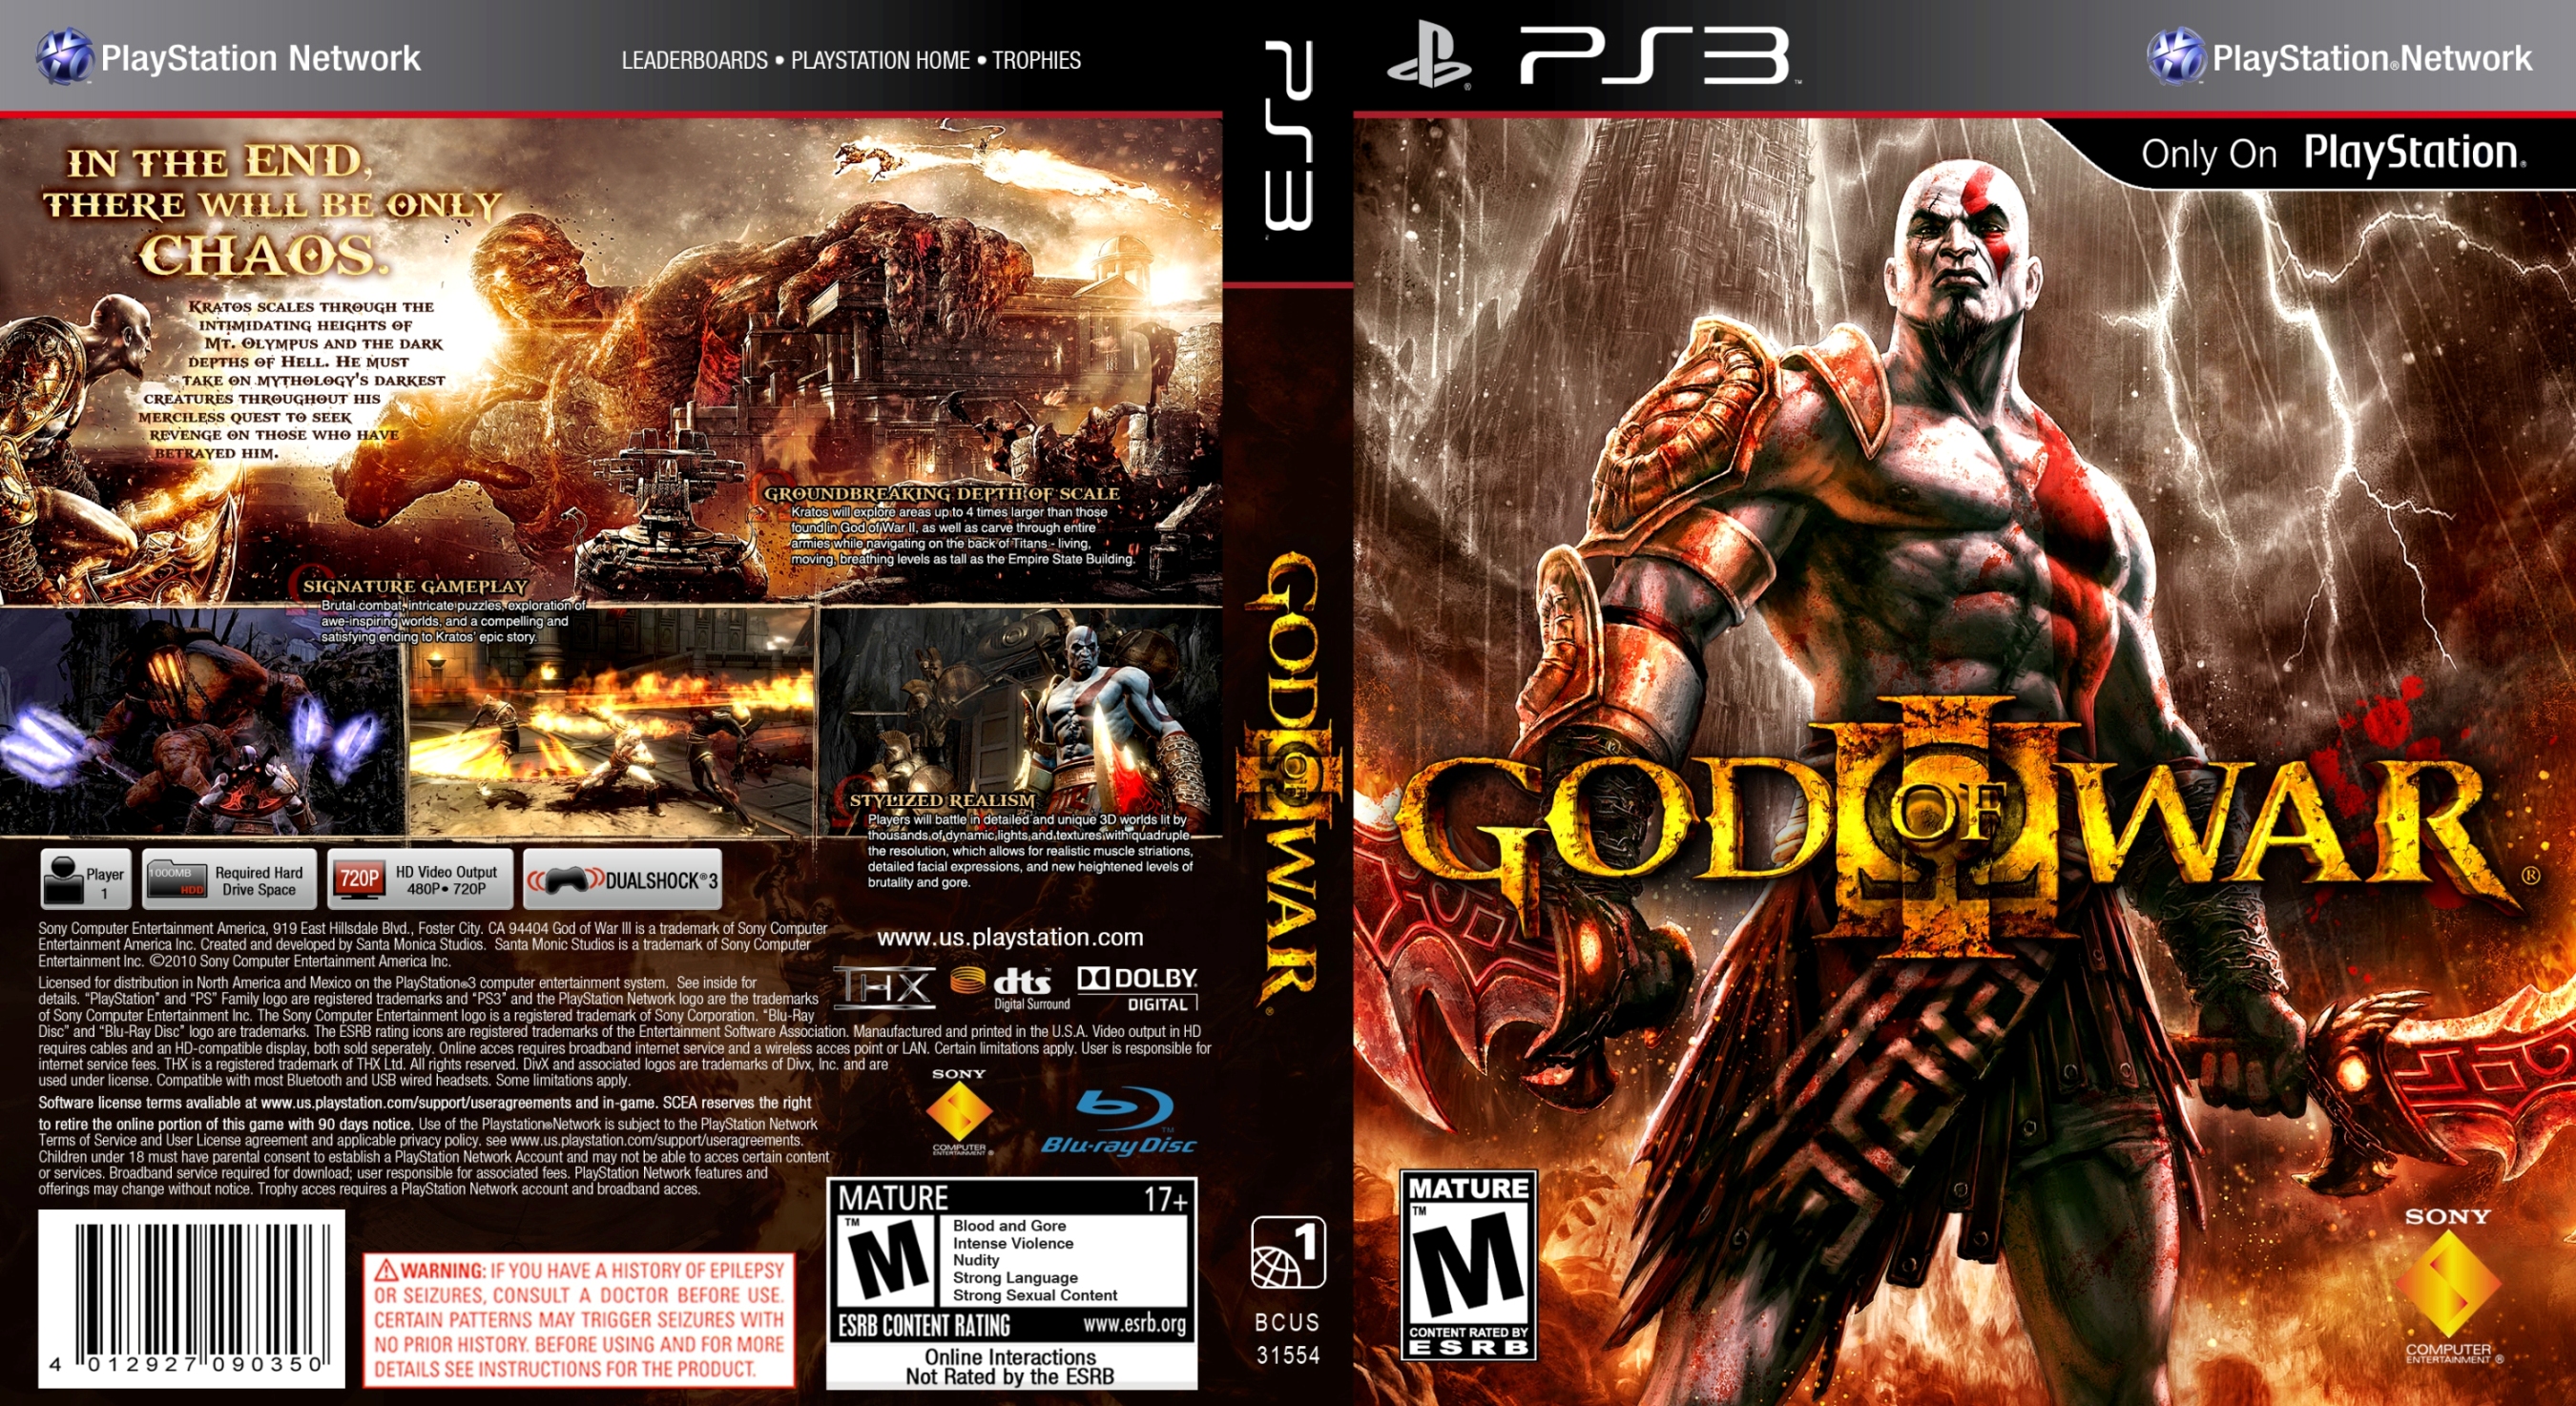 PlayStation Network
LEADERBOARDS • PLAYSTATION HOME • TROPHIES
IN THE END,
THERE WILL BE ONLY
CHAOS.
KRATOS SCALES THROUGH THE
INTIMIDATING HEIGHTS OF
MT. OLYMPUS AND THE DARK
DEPTHS OF HELL. HE MUST
TAKE ON MYTHOLOGY'S DARKEST
CREATURES THROUGHOUT HIS
MERCILESS QUEST TO SEEK
REVENGE ON THOSE WHO HAVE
BETRAYED HIM.
GROUNDBREAKING DEPTH OF SCALE
Kratos will explore areas up to 4 times larger than those
found in God of War II, as well as carve through entire
armies while navigating on the back of Titans - living,
moving, breathing levels as tall as the Empire State Building.
SIGNATURE GAMEPLAY
Brutal combat, intricate puzzles, exploration of
awe-inspiring worlds, and a compelling and
satisfying ending to Kratos' epic story.
STYLIZED REALISM
Players will battle in detailed and unique 3D worlds lit by
thousands of dynamic lights and textures with quadruple
the resolution, which allows for realistic muscle striations,
detailed facial expressions, and new heightened levels of
brutality and gore.
Player
1
1000MB
HDD
Required Hard
Drive Space
720P
HD Video Output
480P • 720P
DUALSHOCK®3
Sony Computer Entertainment America, 919 East Hillsdale Blvd., Foster City. CA 94404 God of War III is a trademark of Sony Computer
Entertainment America Inc. Created and developed by Santa Monica Studios. Santa Monic Studios is a trademark of Sony Computer
Entertainment Inc. ©2010 Sony Computer Entertainment America Inc.
Licensed for distribution in North America and Mexico on the PlayStation®3 computer entertainment system. See inside for
details. “PlayStation” and “PS” Family logo are registered trademarks and “PS3” and the PlayStation Network logo are the trademarks
of Sony Computer Entertainment Inc. The Sony Computer Entertainment logo is a registered trademark of Sony Corporation. “Blu-Ray
Disc” and “Blu-Ray Disc” logo are trademarks. The ESRB rating icons are registered trademarks of the Entertainment Software Association. Manaufactured and printed in the U.S.A. Video output in HD
requires cables and an HD-compatible display, both sold seperately. Online acces requires broadband internet service and a wireless acces point or LAN. Certain limitations apply. User is responsible for
internet service fees. THX is a registered trademark of THX Ltd. All rights reserved. DivX and associated logos are trademarks of Divx, Inc. and are
used under license. Compatible with most Bluetooth and USB wired headsets. Some limitations apply.
Software license terms avaliable at www.us.playstation.com/support/useragreements and in-game. SCEA reserves the right
to retire the online portion of this game with 90 days notice. Use of the Playstation®Network is subject to the PlayStation Network
Terms of Service and User License agreement and applicable privacy policy. see www.us.playstation.com/support/useragreements.
Children under 18 must have parental consent to establish a PlayStation Network Account and may not be able to acces certain content
or services. Broadband service required for download; user responsible for associated fees. PlayStation Network features and
offerings may change without notice. Trophy acces requires a PlayStation Network account and broadband acces.
www.us.playstation.com
THX
dts
Digital Surround
DOLBY
DIGITAL
SONY
COMPUTER
ENTERTAINMENT ®
Blu-ray Disc
4 012927 090350
⚠WARNING: IF YOU HAVE A HISTORY OF EPILEPSY
OR SEIZURES, CONSULT A DOCTOR BEFORE USE.
CERTAIN PATTERNS MAY TRIGGER SEIZURES WITH
NO PRIOR HISTORY. BEFORE USING AND FOR MORE
DETAILS SEE INSTRUCTIONS FOR THE PRODUCT.
MATURE 17+
™
M
Blood and Gore
Intense Violence
Nudity
Strong Language
Strong Sexual Content
ESRB CONTENT RATING www.esrb.org
Online Interactions
Not Rated by the ESRB
PS3
GOD OF WAR III ®
1
BCUS
31554
PS3™
PlayStation®Network
Only On PlayStation®
GOD OF WAR III ®
MATURE
™
M
CONTENT RATED BY
ESRB
SONY
COMPUTER
ENTERTAINMENT ®